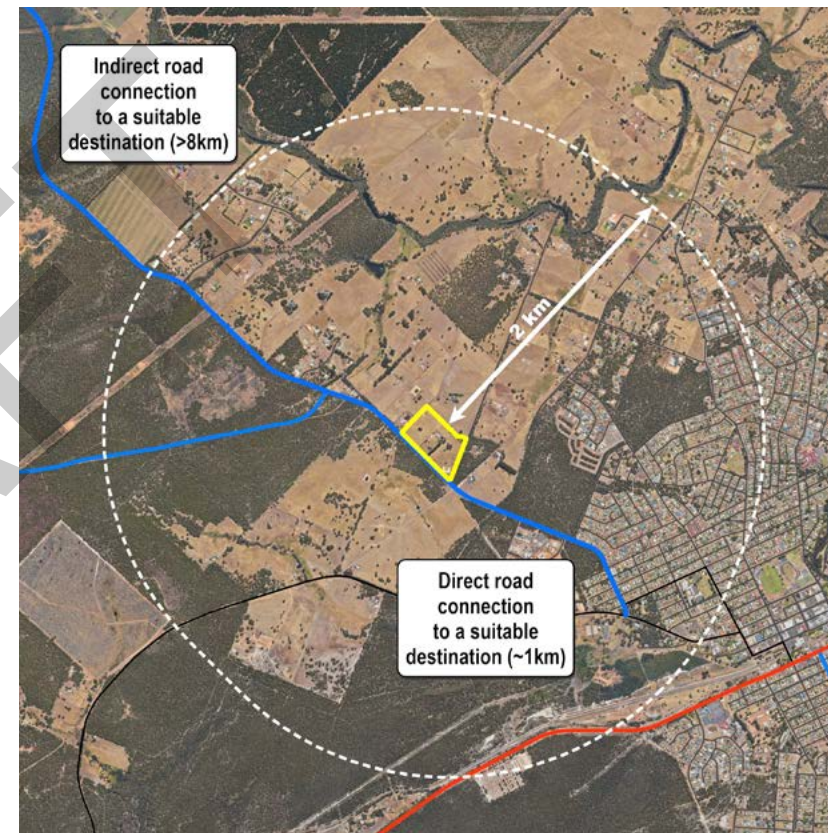 Indirect road
connection
to a suitable
destination (>8km)
2 km
Direct road
connection
to a suitable
destination (~1km)